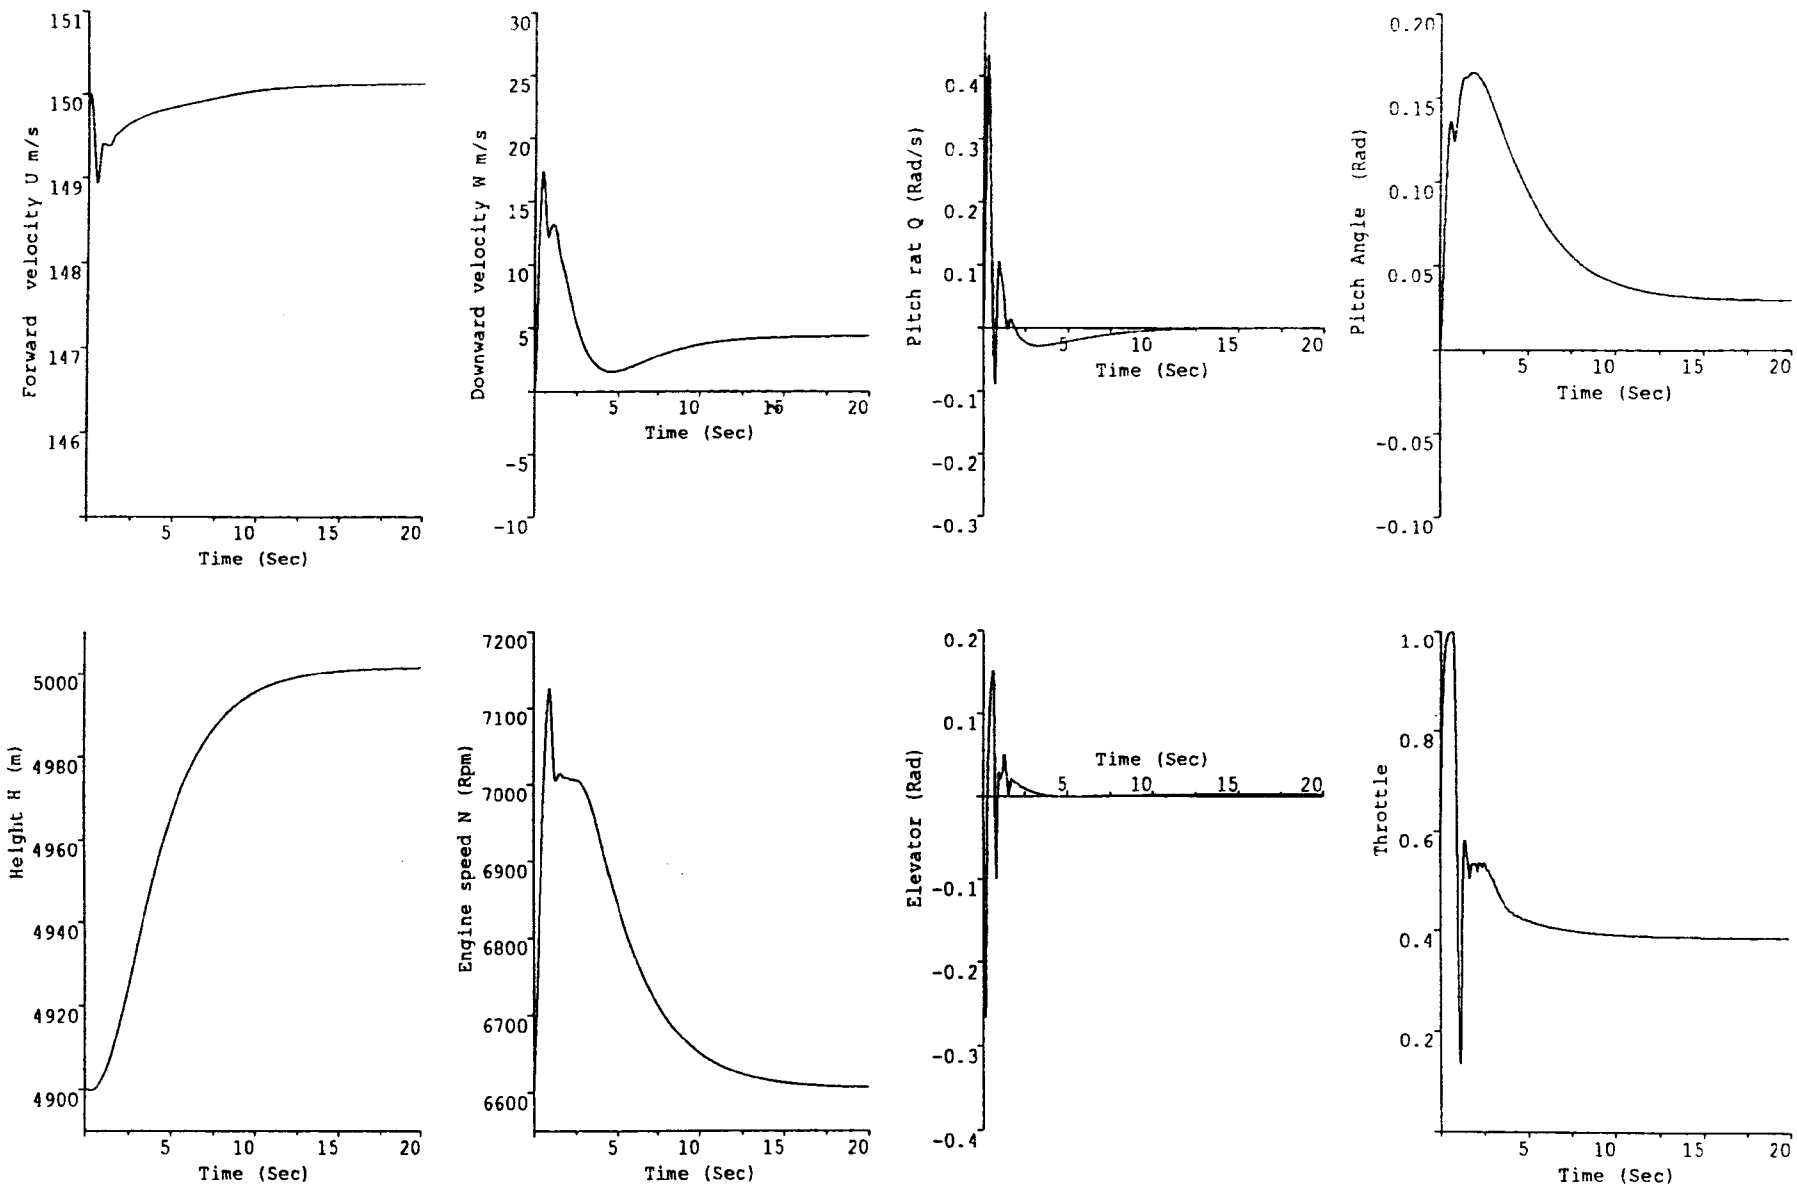 151
150
149
148
147
146
Forward velocity U m/s
5 10 15 20
Time (Sec)
30
25
20
15
10
5
-5
-10
Downward velocity W m/s
5 10 15 20
Time (Sec)
0.4
0.3
0.2
0.1
-0.1
-0.2
-0.3
Pitch rat Q (Rad/s)
5 10 15 20
Time (Sec)
0.20
0.15
0.10
0.05
-0.05
-0.10
Pitch Angle (Rad)
5 10 15 20
Time (Sec)
5000
4980
4960
4940
4920
4900
Height H (m)
5 10 15 20
Time (Sec)
7200
7100
7000
6900
6800
6700
6600
Engine speed N (Rpm)
5 10 15 20
Time (Sec)
0.2
0.1
-0.1
-0.2
-0.3
-0.4
Elevator (Rad)
Time (Sec)
5 10 15 20
1.0
0.8
0.6
0.4
0.2
Throttle
5 10 15 20
Time (Sec)